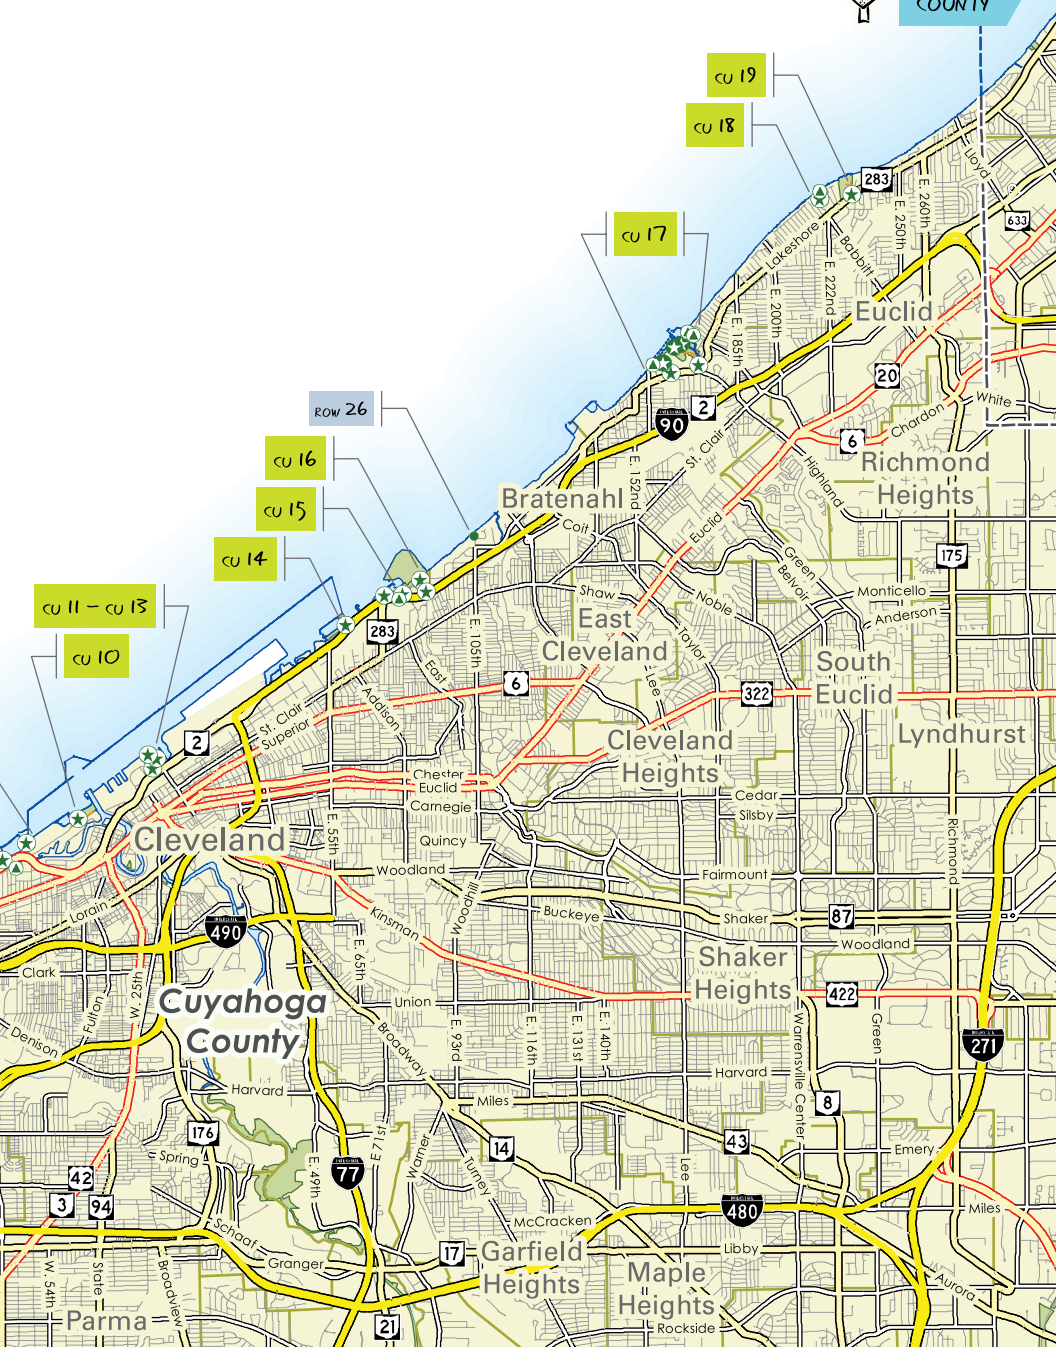 COUNTY
CU 19
CU 18
283
Lloyd
E. 260th
E. 250th
633
CU 17
Lakeshore
Babbitt
E. 222nd
E. 200th
Euclid
E. 185th
20
ROW 26
2
90
White
Chardon
6
St. Clair
CU 16
Richmond
Heights
Highland
E. 152nd
Bratenahl
CU 15
Coit
Euclid
CU 14
175
Green
Belvoir
Monticello
Anderson
CU 11 - CU 13
Shaw
Noble
East
Cleveland
283
E. 105th
Taylor
CU 10
South
Euclid
East
Lee
6
322
Addison
St. Clair
Superior
2
Lyndhurst
Cleveland
Heights
Chester
Euclid
Carnegie
Cedar
Silsby
Cleveland
E. 55th
Quincy
Richmond
Woodland
Fairmount
Woodhill
Lorain
Kinsman
Buckeye
Shaker
87
490
Woodland
E. 65th
Shaker
Heights
Clark
W. 25th
422
Cuyahoga
County
Fulton
Union
Denison
Broadway
E. 93rd
E. 116th
E. 131st
E. 140th
Warrensville Center
Green
271
Harvard
Harvard
Miles
8
176
E. 71st
Warner
14
43
Emery
Spring
Turney
77
E. 49th
Lee
42
3
94
480
Miles
Schaaf
McCracken
Granger
17
Garfield
Heights
Libby
W. 54th
State
Broadview
Maple
Heights
Aurora
Parma
21
Rockside